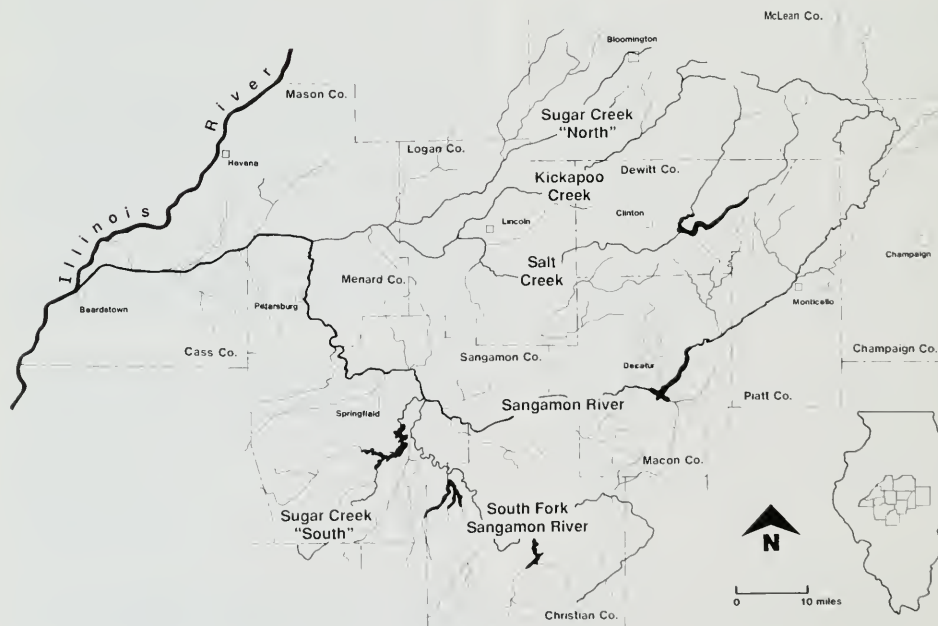 McLean Co.
Bloomington
Illinois River
Mason Co.
Havana
Sugar Creek
"North"
Logan Co.
Kickapoo
Creek
Dewitt Co.
Lincoln
Clinton
Salt
Creek
Champaign
Menard Co.
Monticello
Beardstown
Petersburg
Cass Co.
Sangamon Co.
Champaign Co.
Decatur
Piatt Co.
Springfield
Sangamon River
Macon Co.
Sugar Creek
"South"
South Fork
Sangamon River
N
0 10 miles
Christian Co.